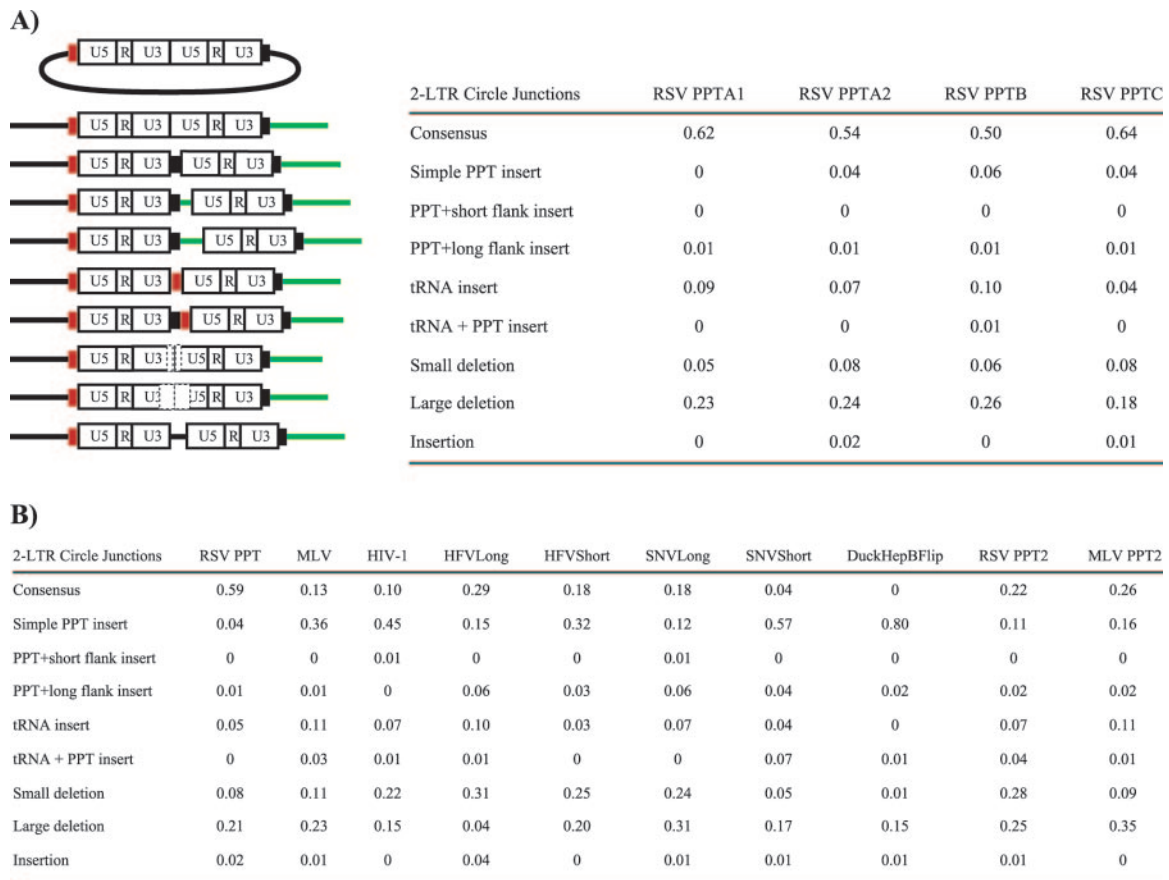 A)
U5 R U3 U5 R U3
U5 R U3 U5 R U3
U5 R U3 U5 R U3
U5 R U3 U5 R U3
U5 R U3 U5 R U3
U5 R U3 U5 R U3
U5 R U3 U5 R U3
U5 R U3 U5 R U3
U5 R U3 U5 R U3
U5 R U3 U5 R U3
2-LTR Circle Junctions RSV PPTA1 RSV PPTA2 RSV PPTB RSV PPTC
Consensus 0.62 0.54 0.50 0.64
Simple PPT insert 0 0.04 0.06 0.04
PPT+short flank insert 0 0 0 0
PPT+long flank insert 0.01 0.01 0.01 0.01
tRNA insert 0.09 0.07 0.10 0.04
tRNA + PPT insert 0 0 0.01 0
Small deletion 0.05 0.08 0.06 0.08
Large deletion 0.23 0.24 0.26 0.18
Insertion 0 0.02 0 0.01
B)
2-LTR Circle Junctions RSV PPT MLV HIV-1 HFVLong HFVShort SNVLong SNVShort DuckHepBFlip RSV PPT2 MLV PPT2
Consensus 0.59 0.13 0.10 0.29 0.18 0.18 0.04 0 0.22 0.26
Simple PPT insert 0.04 0.36 0.45 0.15 0.32 0.12 0.57 0.80 0.11 0.16
PPT+short flank insert 0 0 0.01 0 0 0.01 0 0 0 0
PPT+long flank insert 0.01 0.01 0 0.06 0.03 0.06 0.04 0.02 0.02 0.02
tRNA insert 0.05 0.11 0.07 0.10 0.03 0.07 0.04 0 0.07 0.11
tRNA + PPT insert 0 0.03 0.01 0.01 0 0 0.07 0.01 0.04 0.01
Small deletion 0.08 0.11 0.22 0.31 0.25 0.24 0.05 0.01 0.28 0.09
Large deletion 0.21 0.23 0.15 0.04 0.20 0.31 0.17 0.15 0.25 0.35
Insertion 0.02 0.01 0 0.04 0 0.01 0.01 0.01 0.01 0